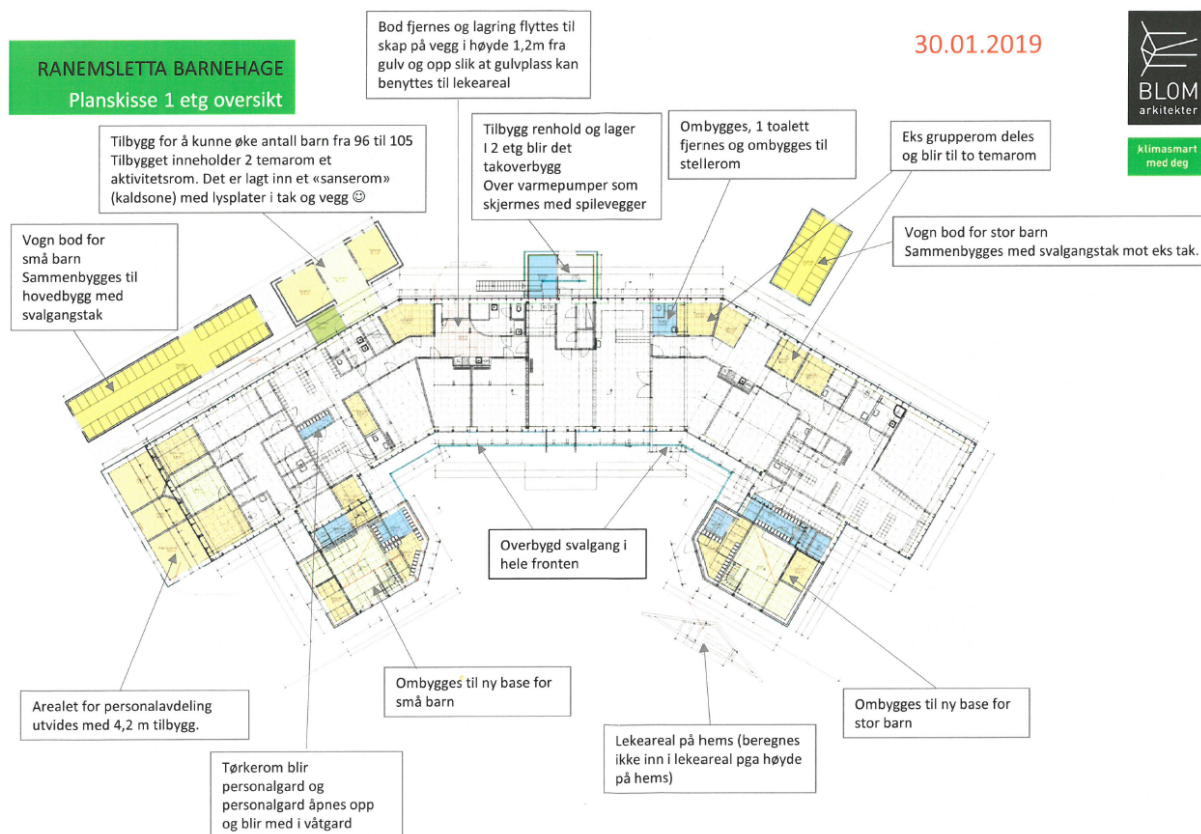 RANEMSLETTA BARNEHAGE
Planskisse 1 etg oversikt
Bod fjernes og lagring flyttes til
skap på vegg i høyde 1,2m fra
gulv og opp slik at gulvplass kan
benyttes til lekeareal
30.01.2019
BLOM
arkitekter
klimasmart
med deg
Tilbygg for å kunne øke antall barn fra 96 til 105
Tilbygget inneholder 2 temarom et
aktivitetsrom. Det er lagt inn et «sanserom»
(kaldsone) med lysplater i tak og vegg ☺
Tilbygg renhold og lager
I 2 etg blir det
takoverbygg
Over varmepumper som
skjermes med spilevegger
Ombygges, 1 toalett
fjernes og ombygges til
stellerom
Eks grupperom deles
og blir til to temarom
Vogn bod for
små barn
Sammenbygges til
hovedbygg med
svalgangstak
Vogn bod for stor barn
Sammenbygges med svalgangstak mot eks tak.
Overbygd svalgang i
hele fronten
Arealet for personalavdeling
utvides med 4,2 m tilbygg.
Ombygges til ny base for
små barn
Ombygges til ny base for
stor barn
Tørkerom blir
personalgard og
personalgard åpnes opp
og blir med i våtgard
Lekeareal på hems (beregnes
ikke inn i lekeareal pga høyde
på hems)